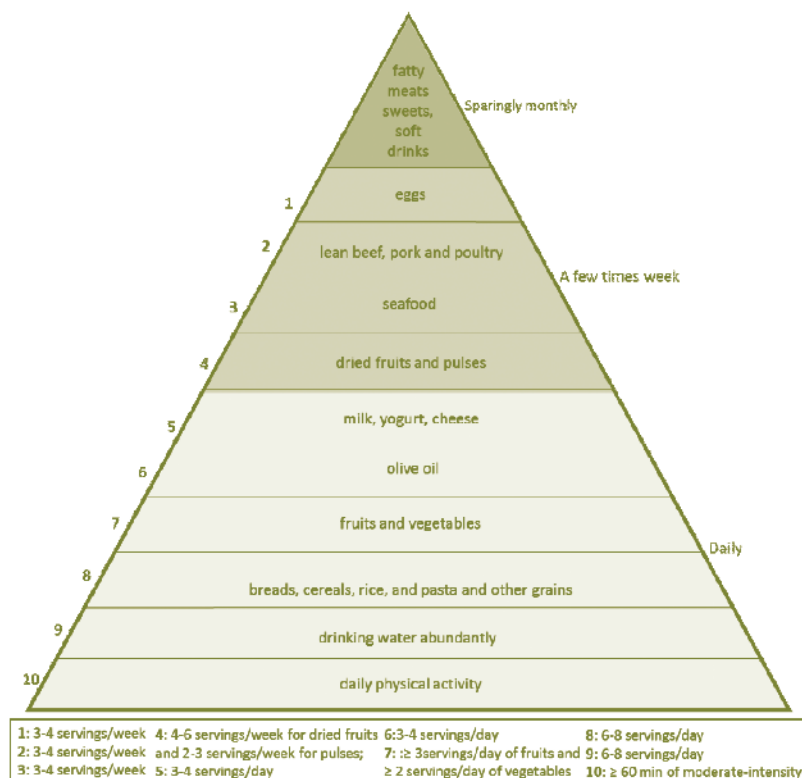 fatty
meats
sweets,
soft
drinks
Sparingly monthly
eggs
1
2
lean beef, pork and poultry
A few times week
seafood
3
dried fruits and pulses
4
milk, yogurt, cheese
5
olive oil
6
fruits and vegetables
7
Daily
8
breads, cereals, rice, and pasta and other grains
9
drinking water abundantly
10
daily physical activity
1: 3-4 servings/week
2: 3-4 servings/week
3: 3-4 servings/week
4: 4-6 servings/week for dried fruits
and 2-3 servings/week for pulses;
5: 3-4 servings/day
6:3-4 servings/day
7: :≥ 3servings/day of fruits and
≥ 2 servings/day of vegetables
8: 6-8 servings/day
9: 6-8 servings/day
10: ≥ 60 min of moderate-intensity